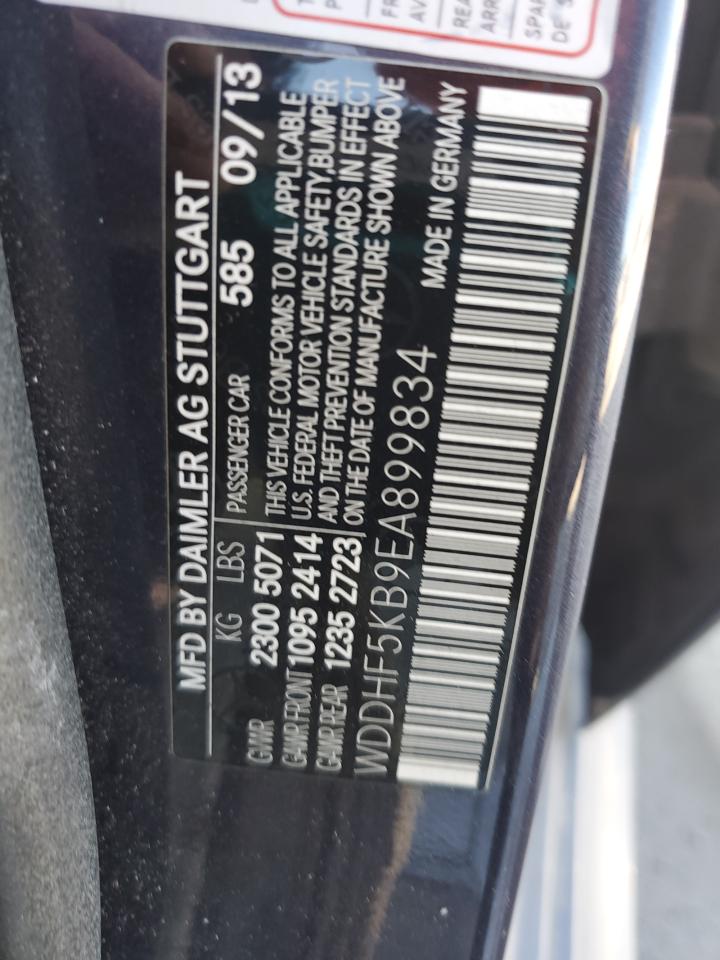 MFD BY DAIMLER AG STUTTGART
KG LBS PASSENGER CAR 585 09/13
GVWR 2300 5071 THIS VEHICLE CONFORMS TO ALL APPLICABLE
GAWR FRONT 1095 2414 U.S. FEDERAL MOTOR VEHICLE SAFETY,BUMPER
GAWR REAR 1235 2723 AND THEFT PREVENTION STANDARDS IN EFFECT
ON THE DATE OF MANUFACTURE SHOWN ABOVE
WDDHF5KB9EA899834 MADE IN GERMANY